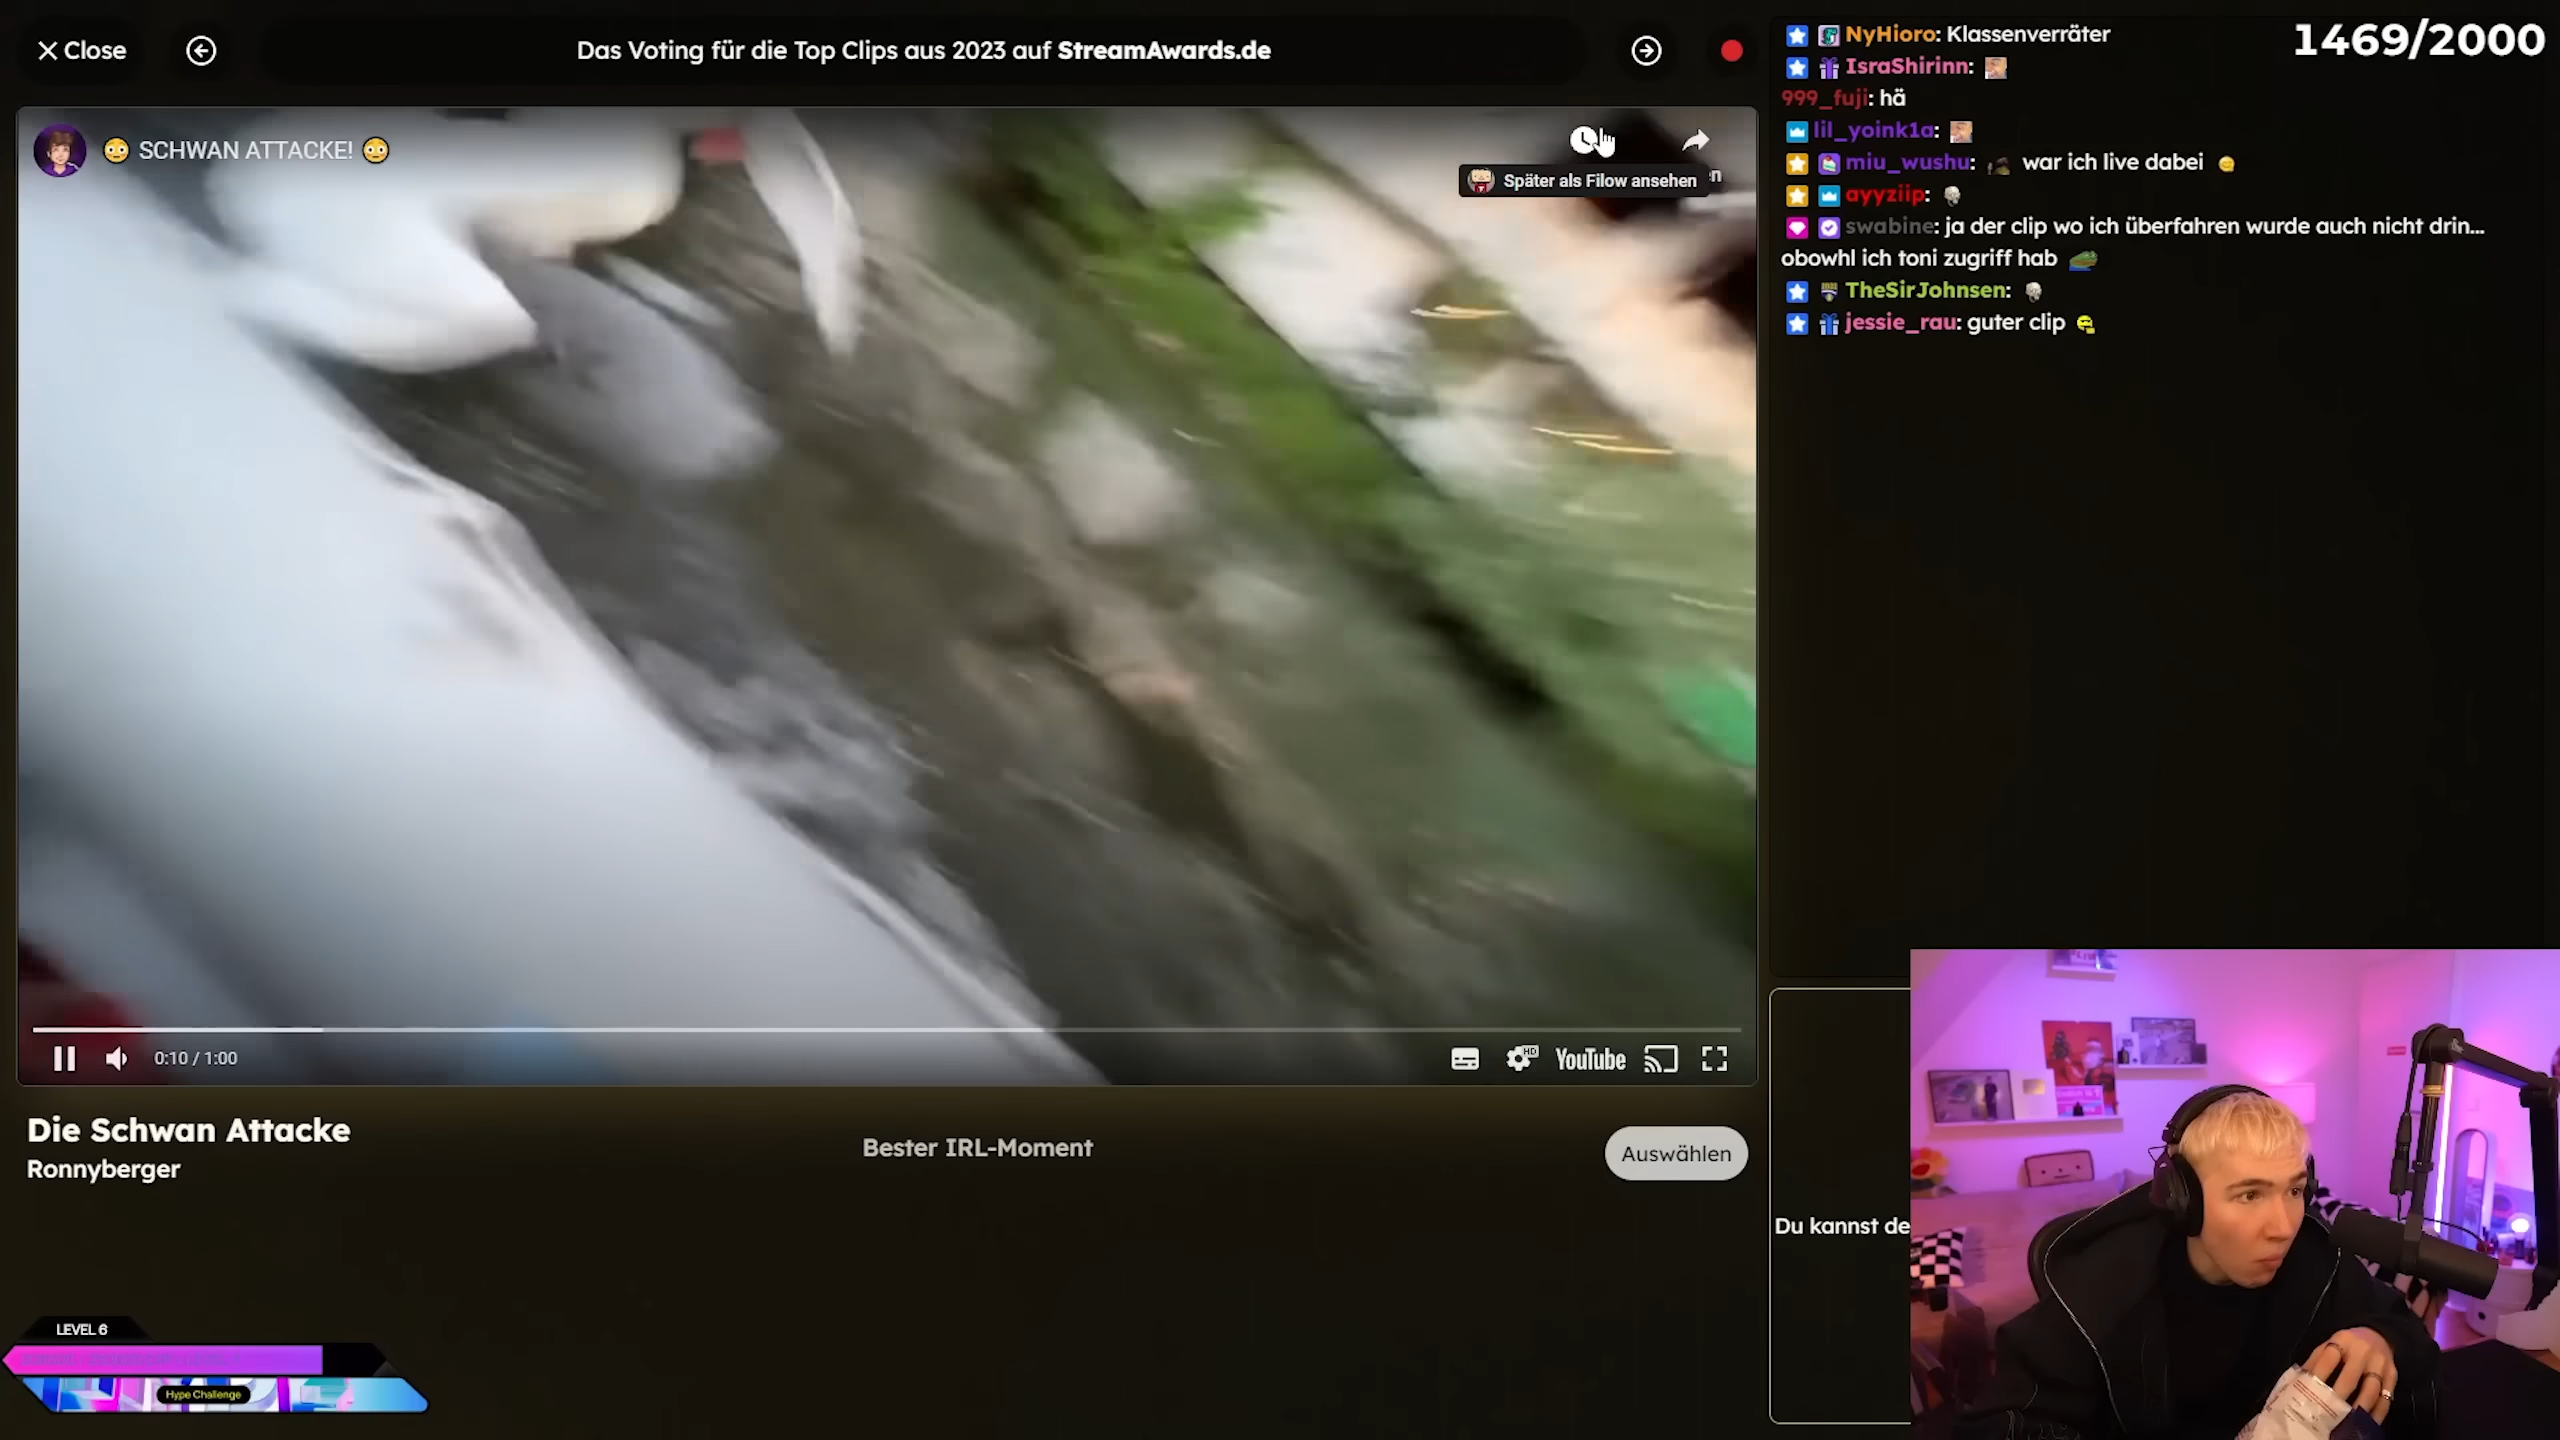 Close
Das Voting für die Top Clips aus 2023 auf StreamAwards.de
😳 SCHWAN ATTACKE! 😳
Später als Filow ansehen
0:10 / 1:00
HD
YouTube
Die Schwan Attacke
Ronnyberger
Bester IRL-Moment
Auswählen
LEVEL 6
Hype Challenge
1469/2000
NyHioro: Klassenverräter
IsraShirinn:
999_fuji: hä
lil_yoink1a:
miu_wushu: war ich live dabei
ayyziip:
swabine: ja der clip wo ich überfahren wurde auch nicht drin...
obowhl ich toni zugriff hab
TheSirJohnsen:
jessie_rau: guter clip
Du kannst de